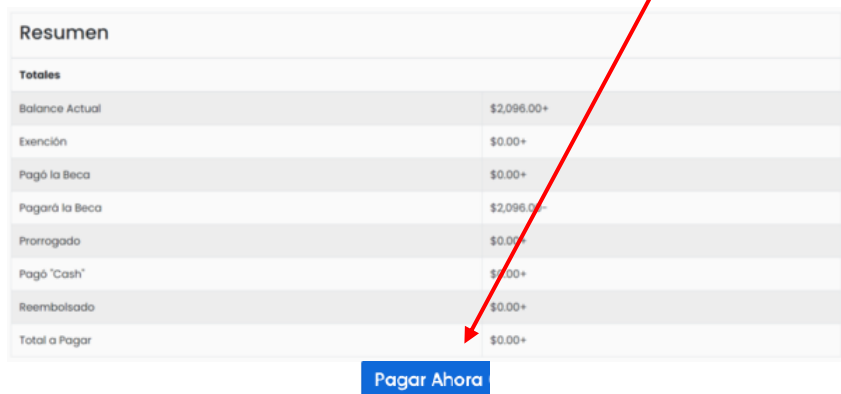 Resumen
Totales
Balance Actual $2,096.00+
Exención $0.00+
Pagó la Beca $0.00+
Pagará la Beca $2,096.00-
Prorrogado $0.00+
Pagó "Cash" $0.00+
Reembolsado $0.00+
Total a Pagar $0.00+
Pagar Ahora